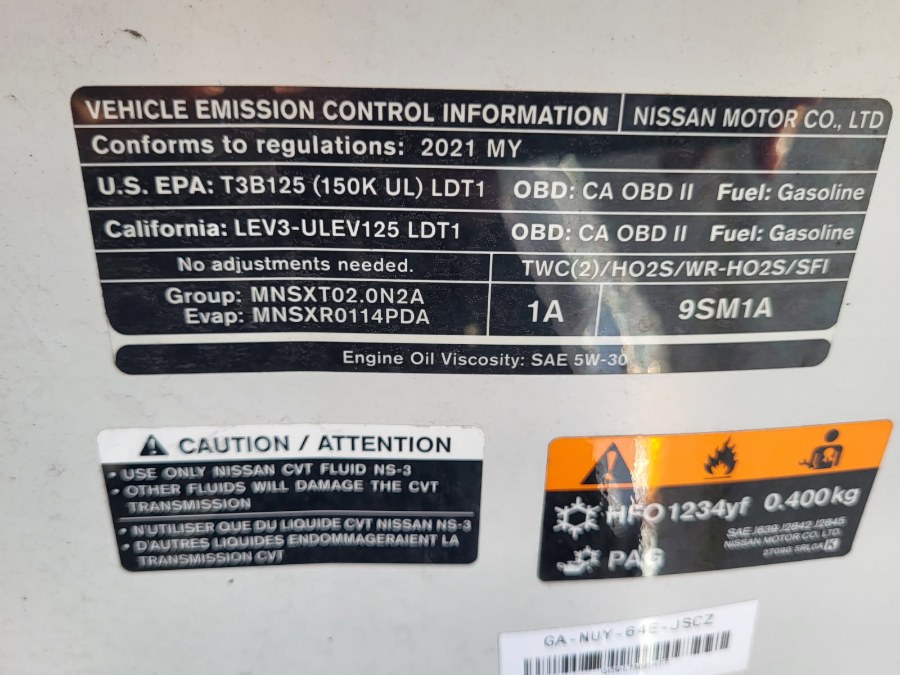 VEHICLE EMISSION CONTROL INFORMATION NISSAN MOTOR CO., LTD
Conforms to regulations: 2021 MY
U.S. EPA: T3B125 (150K UL) LDT1 OBD: CA OBD II Fuel: Gasoline
California: LEV3-ULEV125 LDT1 OBD: CA OBD II Fuel: Gasoline
No adjustments needed. TWC(2)/HO2S/WR-HO2S/SFI
Group: MNSXT02.0N2A
Evap: MNSXR0114PDA
1A 9SM1A
Engine Oil Viscosity: SAE 5W-30
CAUTION / ATTENTION
• USE ONLY NISSAN CVT FLUID NS-3
• OTHER FLUIDS WILL DAMAGE THE CVT
TRANSMISSION
• N'UTILISER QUE DU LIQUIDE CVT NISSAN NS-3
• D'AUTRES LIQUIDES ENDOMMAGERAIENT LA
TRANSMISSION CVT
HFO1234yf 0.400kg
SAE J639 J2842 J2845
NISSAN MOTOR CO. LTD.
PAG
27090 5RL0A K
GA-NUY-64E-JSCZ